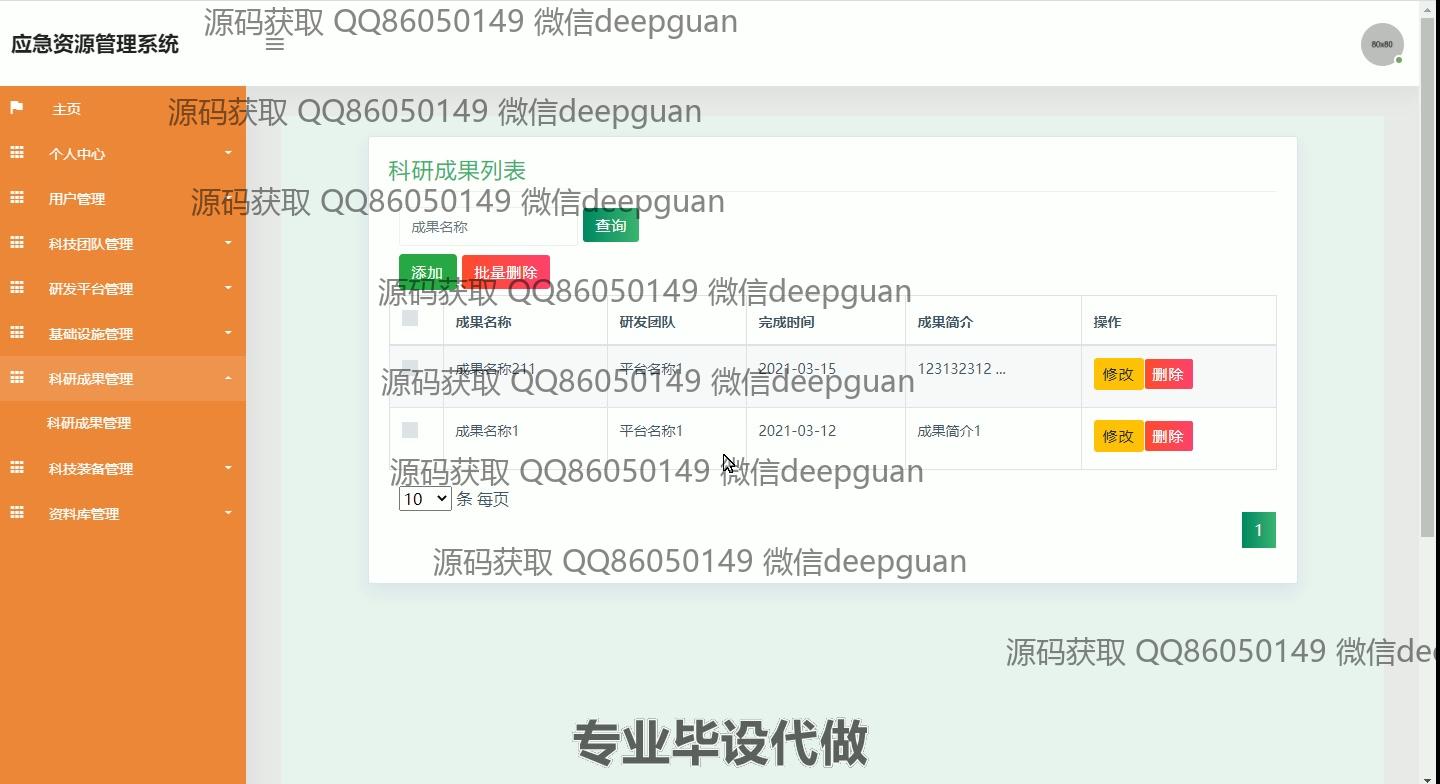 源码获取 QQ86050149 微信deepguan
应急资源管理系统
80x80
主页
源码获取 QQ86050149 微信deepguan
个人中心
用户管理
科技团队管理
研发平台管理
基础设施管理
科研成果管理
科研成果管理
科技装备管理
资料库管理
科研成果列表
源码获取 QQ86050149 微信deepguan
成果名称 查询
添加 批量删除
源码获取 QQ86050149 微信deepguan
成果名称 研发团队 完成时间 成果简介 操作
成果名称211 平台名称1 2021-03-15 123132312 ... 修改 删除
源码获取 QQ86050149 微信deepguan
成果名称1 平台名称1 2021-03-12 成果简介1 修改 删除
源码获取 QQ86050149 微信deepguan
10 条 每页
1
源码获取 QQ86050149 微信deepguan
源码获取 QQ86050149 微信dee
专业毕设代做